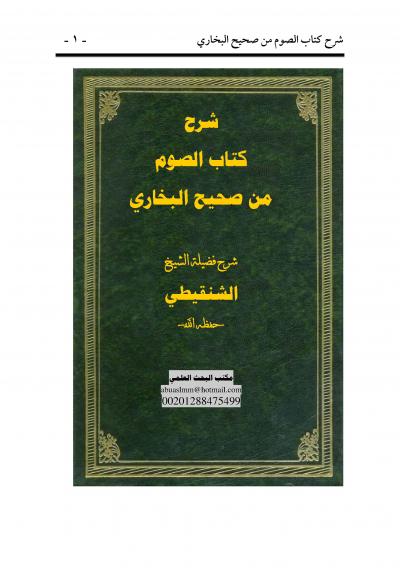 شرح كتاب الصوم من صحيح البخاري - ١ -
شرح
كتاب الصوم
من صحيح البخاري
شرح فضيلة الشيخ
الشنقيطي
-حفظه الله-
مكتب البحث العلمي
abuaslmm@hotmail.com
00201288475499